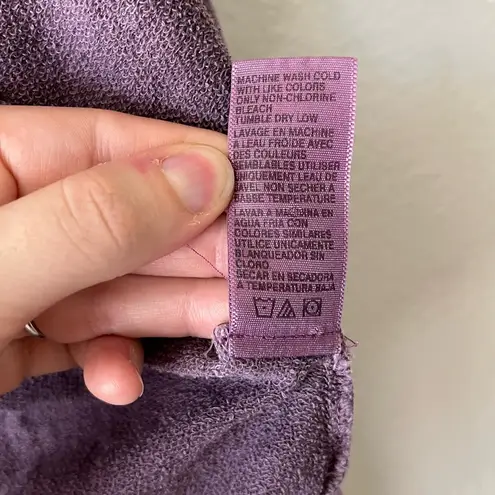 MACHINE WASH COLD
WITH LIKE COLORS
ONLY NON-CHLORINE
BLEACH
TUMBLE DRY LOW
LAVAGE EN MACHINE
A LEAU FROIDE AVEC
DES COULEURS
SEMBLABLES UTILISER
UNIQUEMENT LEAU DE
JAVEL NON SECHER A
BASSE TEMPERATURE
LAVAR A MAQUINA EN
AGUA FRIA CON
COLORES SIMILARES
UTILICE UNICAMENTE
BLANQUEADOR SIN
CLORO
SECAR EN SECADORA
A TEMPERATURA BAJA